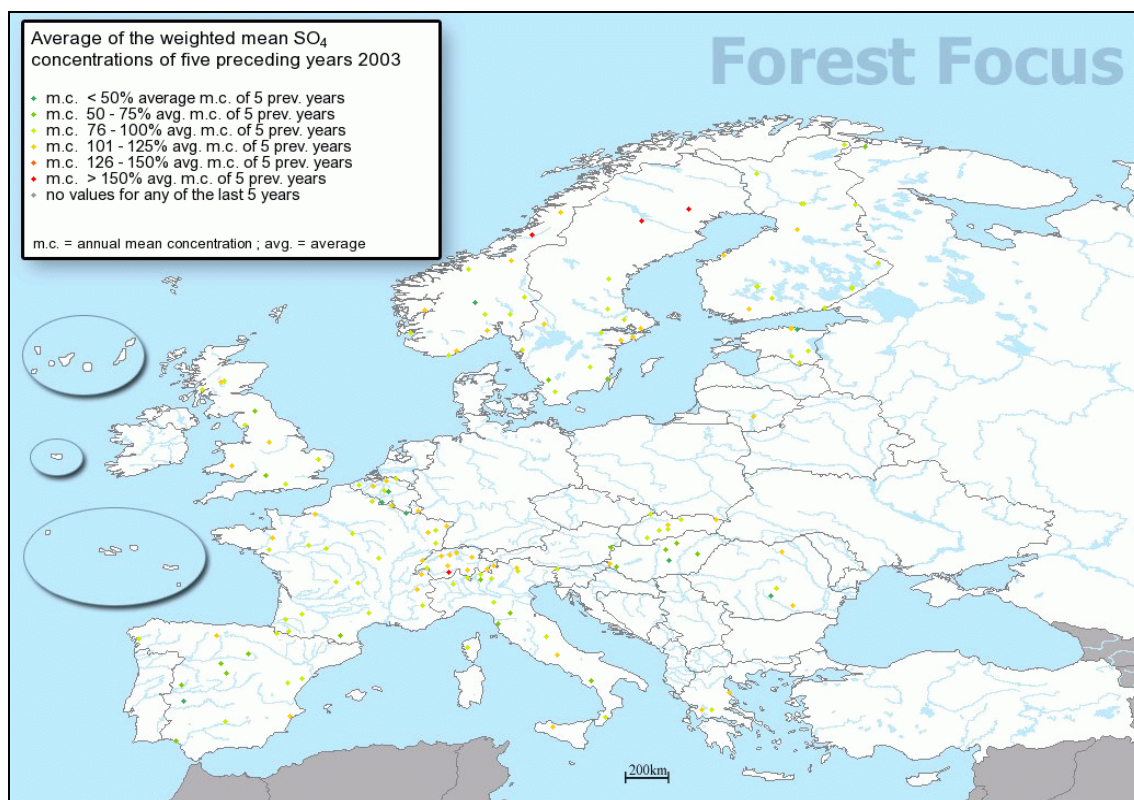 Average of the weighted mean SO₄
concentrations of five preceding years 2003
m.c. < 50% average m.c. of 5 prev. years
m.c. 50 - 75% avg. m.c. of 5 prev. years
m.c. 76 - 100% avg. m.c. of 5 prev. years
m.c. 101 - 125% avg. m.c. of 5 prev. years
m.c. 126 - 150% avg. m.c. of 5 prev. years
m.c. > 150% avg. m.c. of 5 prev. years
no values for any of the last 5 years
m.c. = annual mean concentration ; avg. = average
Forest Focus
200km